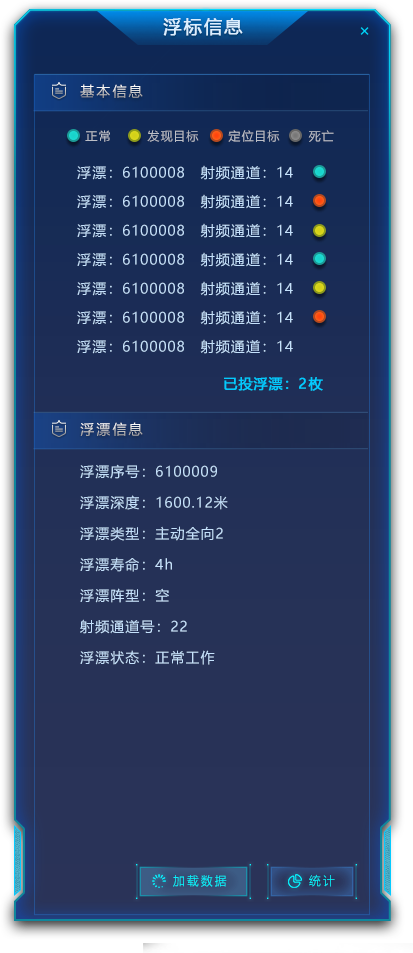 浮标信息
×
基本信息
正常 发现目标 定位目标 死亡
浮漂：6100008 射频通道：14
浮漂：6100008 射频通道：14
浮漂：6100008 射频通道：14
浮漂：6100008 射频通道：14
浮漂：6100008 射频通道：14
浮漂：6100008 射频通道：14
浮漂：6100008 射频通道：14
已投浮漂：2枚
浮漂信息
浮漂序号：6100009
浮漂深度：1600.12米
浮漂类型：主动全向2
浮漂寿命：4h
浮漂阵型：空
射频通道号：22
浮漂状态：正常工作
加载数据 统计